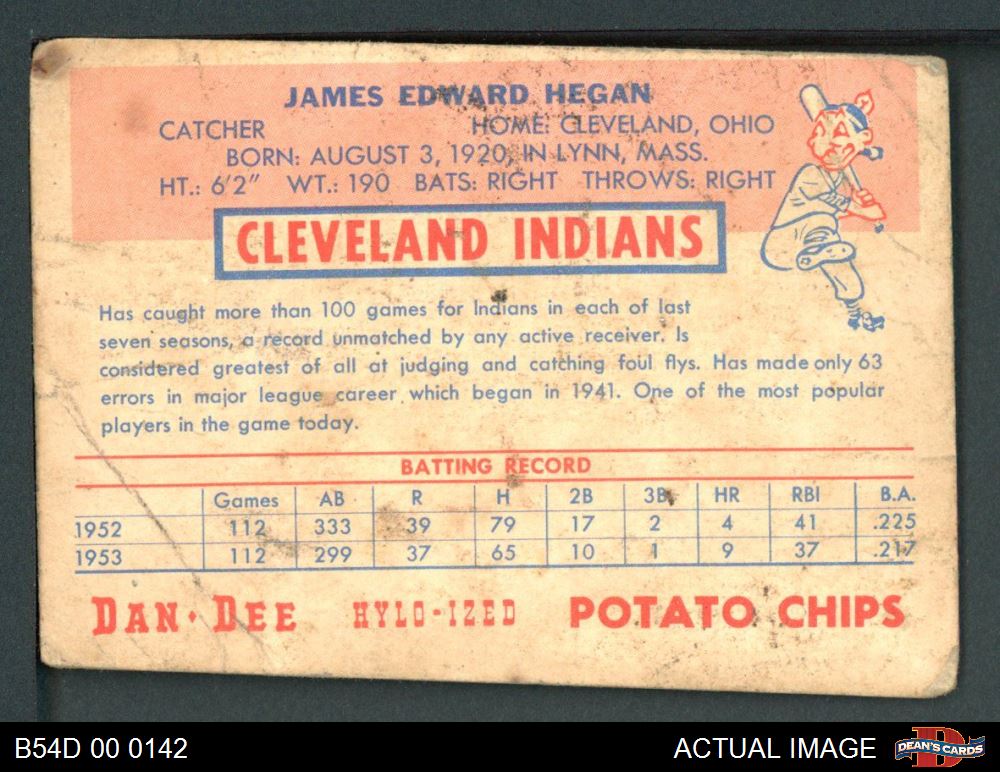 JAMES EDWARD HEGAN
CATCHER HOME: CLEVELAND, OHIO
BORN: AUGUST 3, 1920, IN LYNN, MASS.
HT.: 6'2" WT.: 190 BATS: RIGHT THROWS: RIGHT
CLEVELAND INDIANS
Has caught more than 100 games for Indians in each of last
seven seasons, a record unmatched by any active receiver. Is
considered greatest of all at judging and catching foul flys. Has made only 63
errors in major league career which began in 1941. One of the most popular
players in the game today.
BATTING RECORD
Games AB R H 2B 3B HR RBI B.A.
1952 112 333 39 79 17 2 4 41 .225
1953 112 299 37 65 10 1 9 37 .217
DAN·DEE HYLO-IZED POTATO CHIPS
B54D 00 0142 ACTUAL IMAGE DEAN'S CARDS